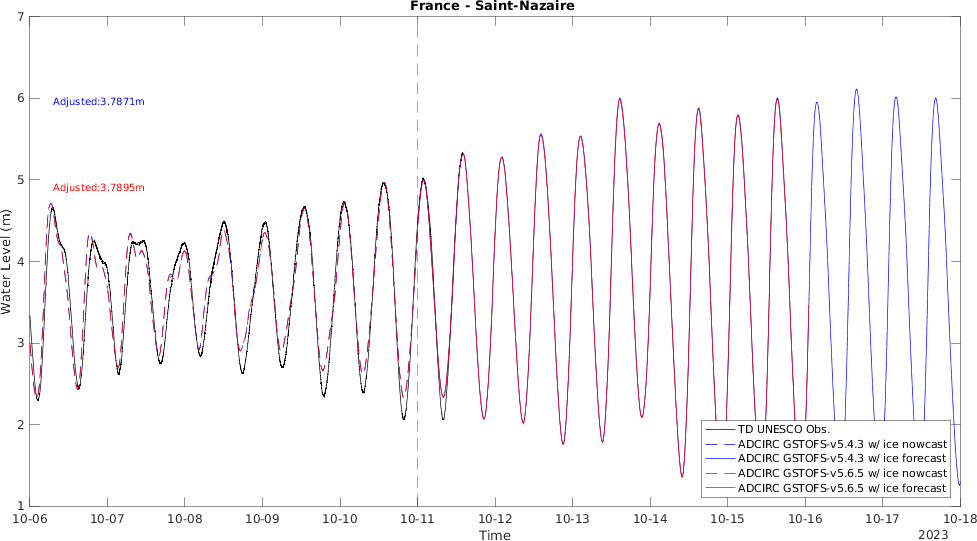 France - Saint-Nazaire
7
6
5
4
3
2
1
Water Level (m)
Adjusted:3.7871m
Adjusted:3.7895m
TD UNESCO Obs.
ADCIRC GSTOFS-v5.4.3 w/ ice nowcast
ADCIRC GSTOFS-v5.4.3 w/ ice forecast
ADCIRC GSTOFS-v5.6.5 w/ ice nowcast
ADCIRC GSTOFS-v5.6.5 w/ ice forecast
10-06 10-07 10-08 10-09 10-10 10-11 10-12 10-13 10-14 10-15 10-16 10-17 10-18
Time
2023